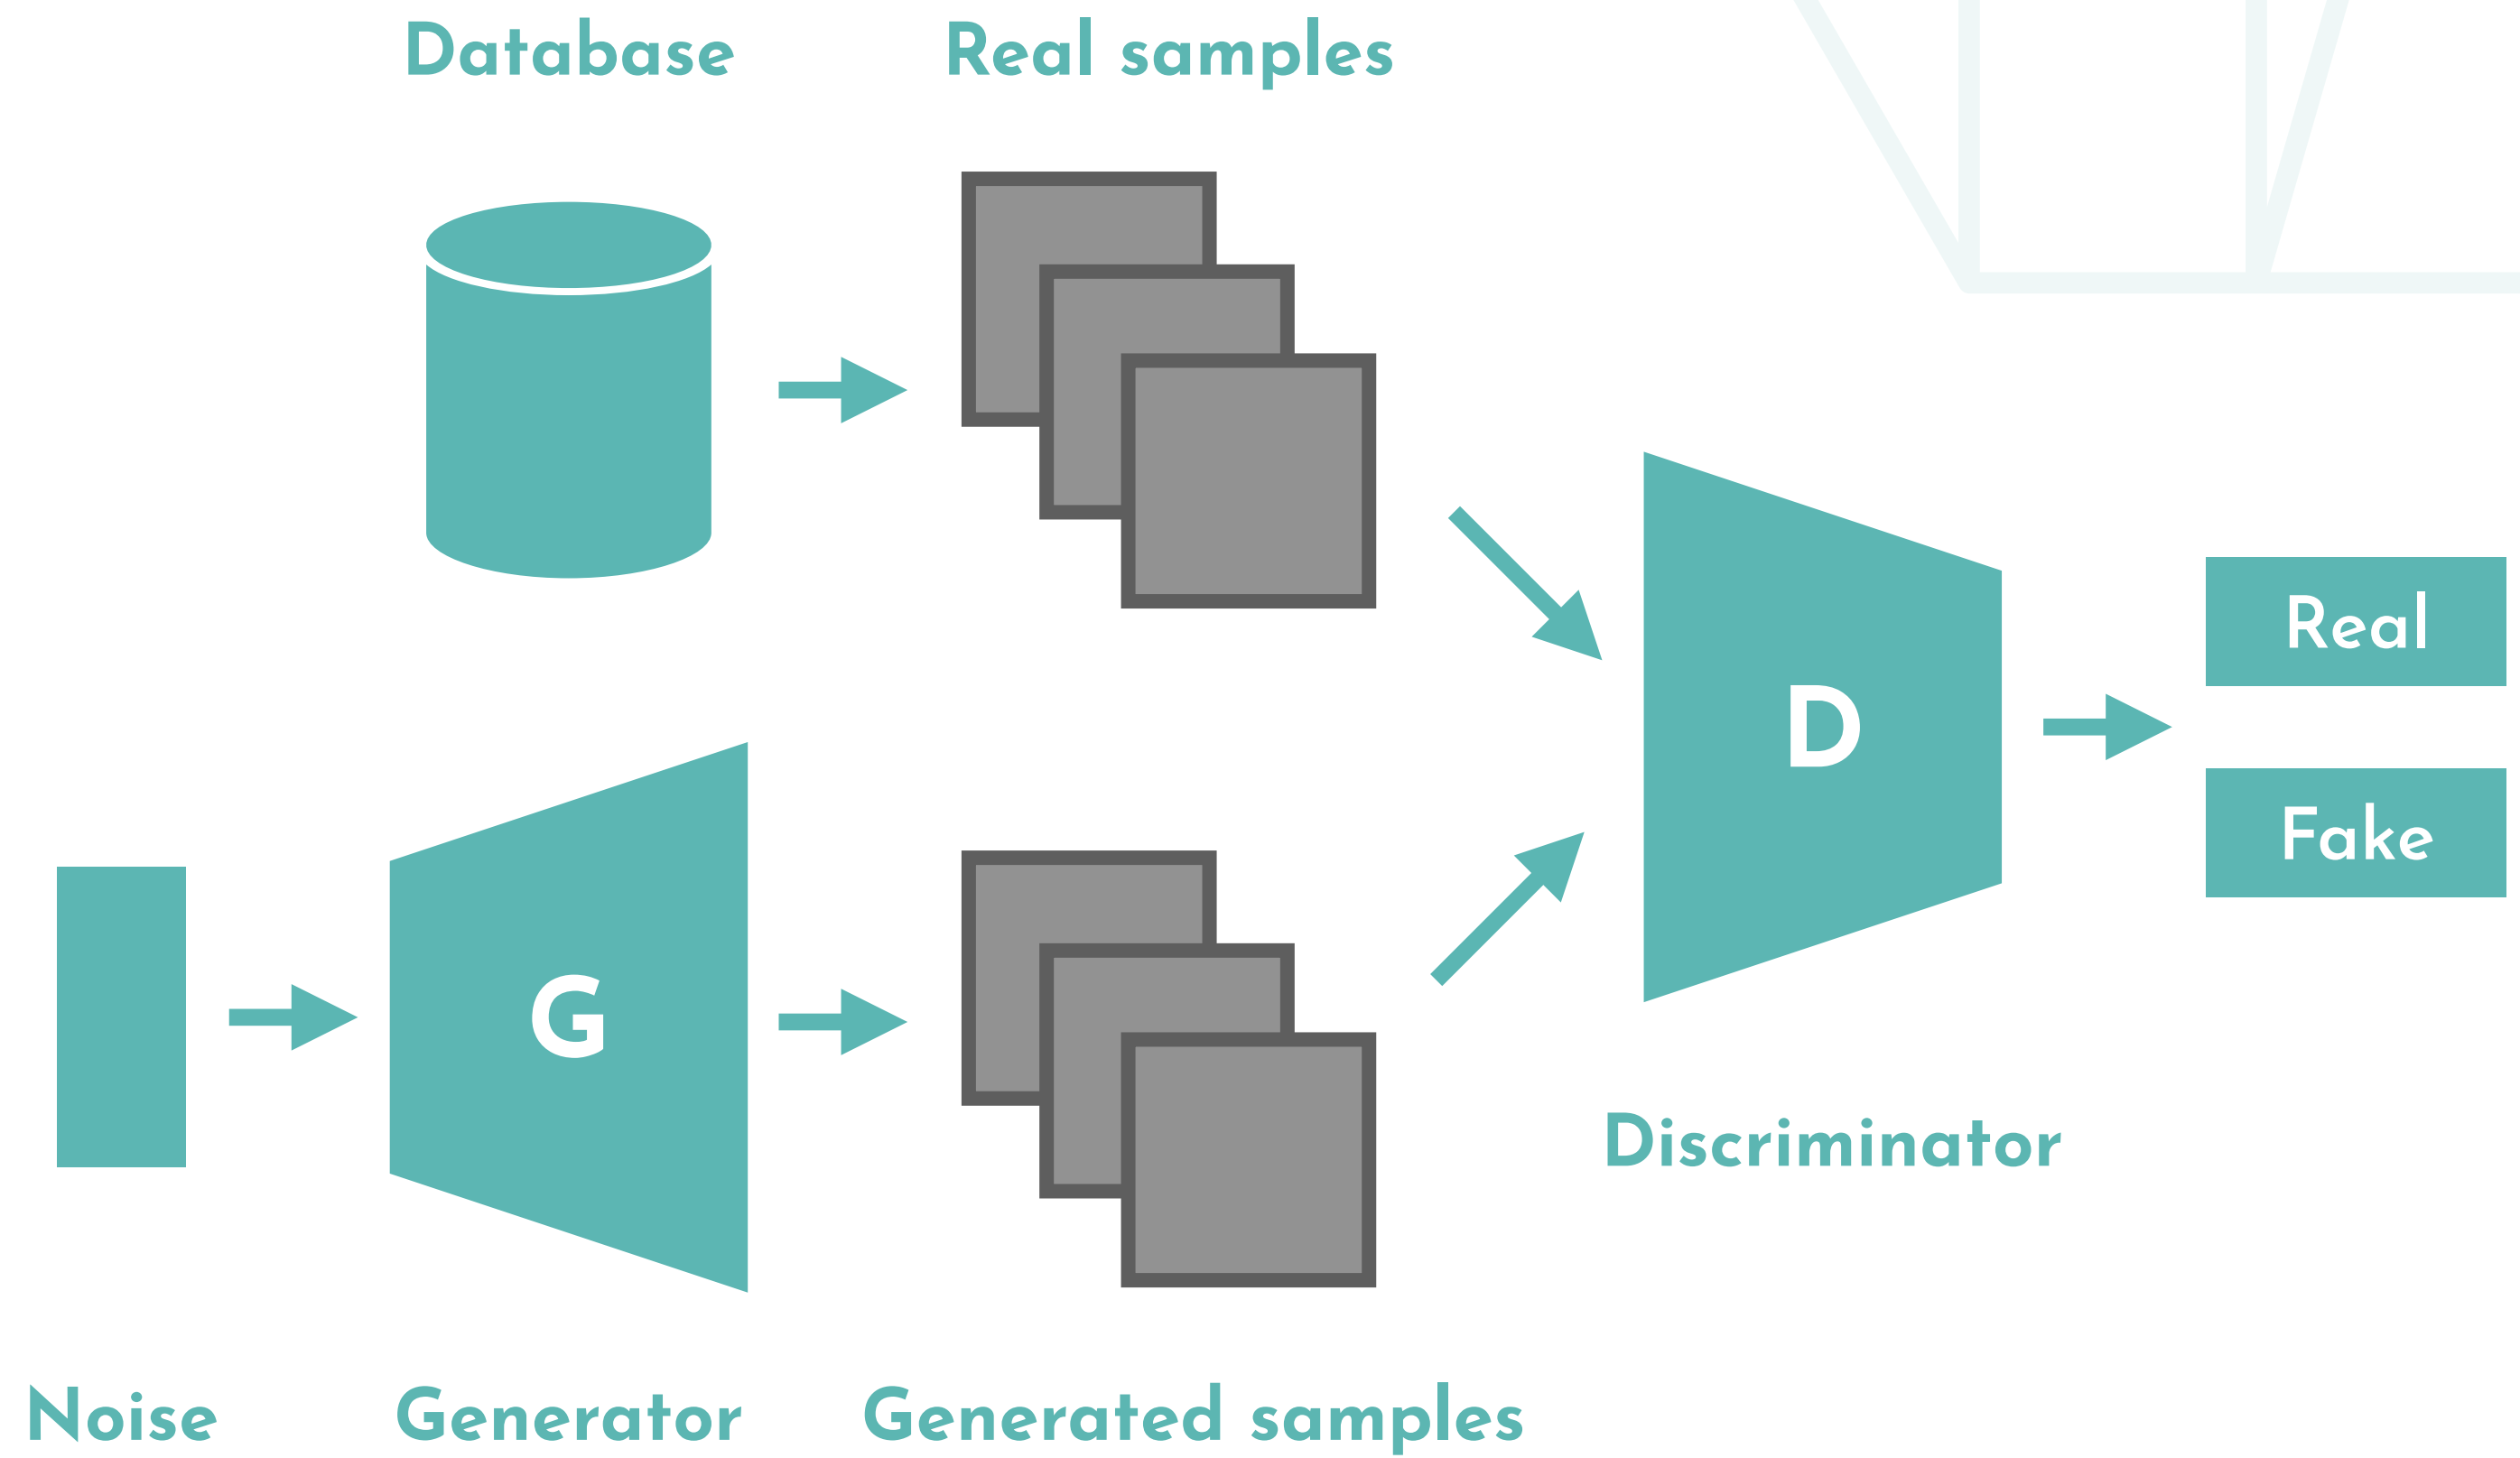 Database
Real samples
Real
D
Fake
G
Discriminator
Noise
Generator
Generated samples